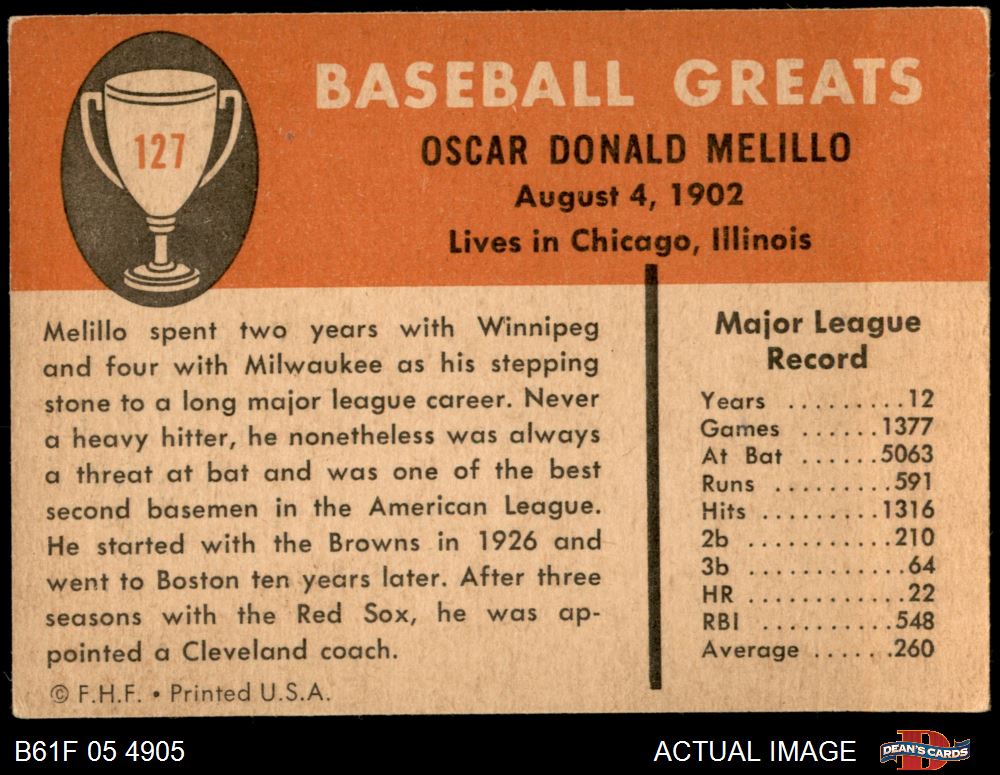 127
BASEBALL GREATS
OSCAR DONALD MELILLO
August 4, 1902
Lives in Chicago, Illinois
Melillo spent two years with Winnipeg
and four with Milwaukee as his stepping
stone to a long major league career. Never
a heavy hitter, he nonetheless was always
a threat at bat and was one of the best
second basemen in the American League.
He started with the Browns in 1926 and
went to Boston ten years later. After three
seasons with the Red Sox, he was ap-
pointed a Cleveland coach.
© F.H.F. • Printed U.S.A.
Major League
Record
Years .........12
Games ......1377
At Bat ......5063
Runs .........591
Hits .........1316
2b ...........210
3b ............64
HR ............22
RBI ..........548
Average ......260
B61F 05 4905
ACTUAL IMAGE
DEAN'S CARDS